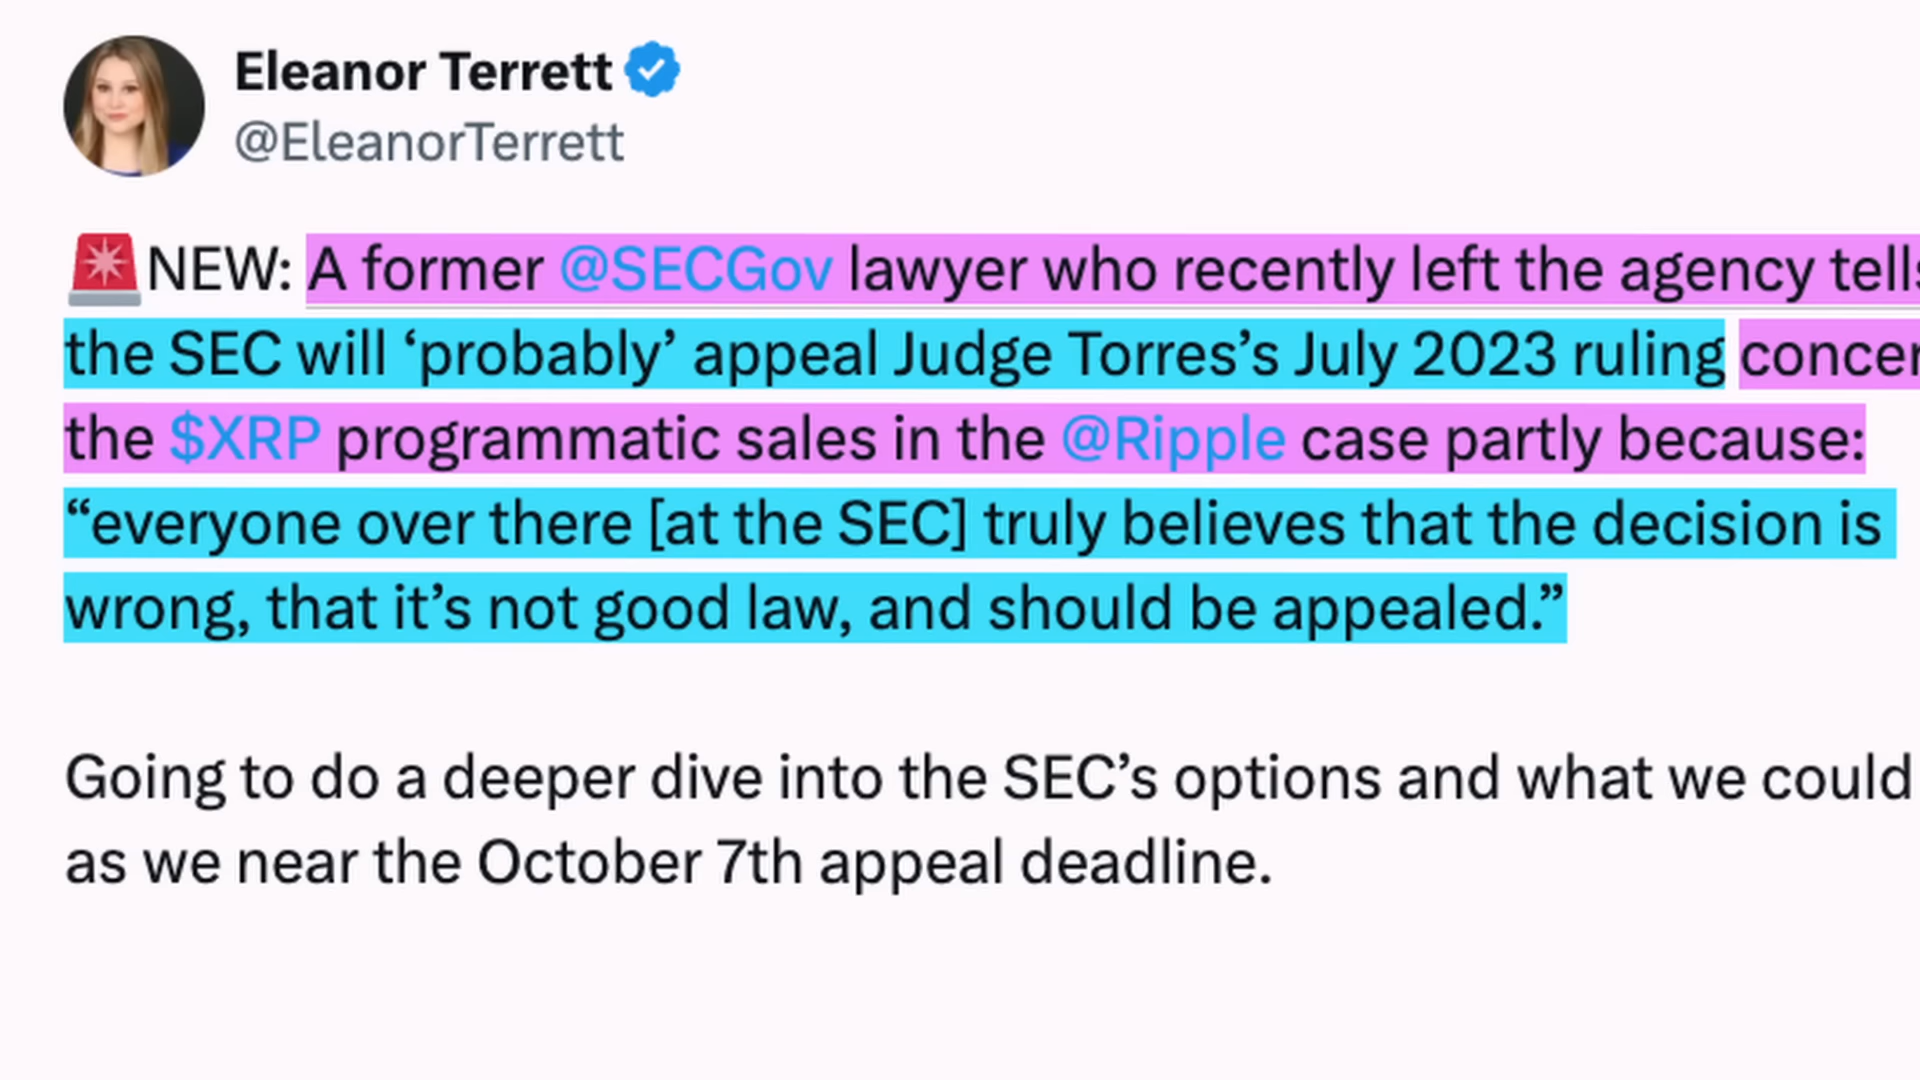 Eleanor Terrett
@EleanorTerrett
🚨NEW: A former @SECGov lawyer who recently left the agency tells
the SEC will ‘probably’ appeal Judge Torres’s July 2023 ruling
the $XRP programmatic sales in the @Ripple case partly because:
“everyone over there [at the SEC] truly believes that the decision is
wrong, that it’s not good law, and should be appealed.”
Going to do a deeper dive into the SEC’s options and what we could
as we near the October 7th appeal deadline.